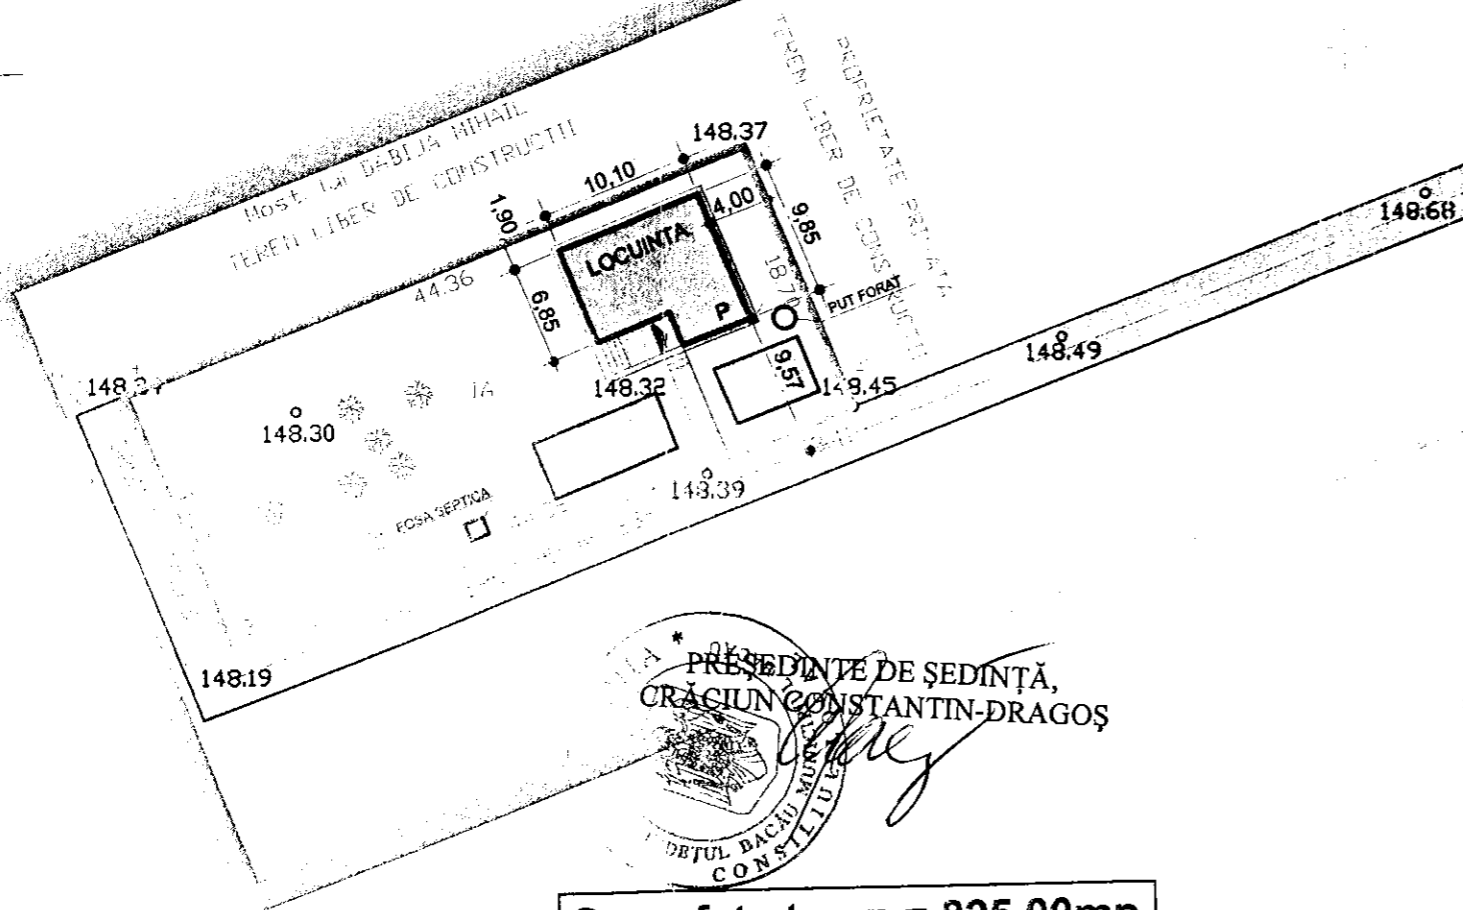 DABIJA MIHAIL
TEREN LIBER DE CONSTRUCTII
TEREN LIBER DE CONSTRUCTII
PROPRIETATE PRIVATA
148.37
10,10
1,90
4,00
9,85
148.68
LOCUINTA
44.36
6,85
P
PUT FORAT
148.49
9,57
148.32
148.45
148.30
148.39
FOSA SEPTICA
148.19
PREȘEDINTE DE ȘEDINȚĂ,
CRĂCIUN CONSTANTIN-DRAGOȘ
BACĂU